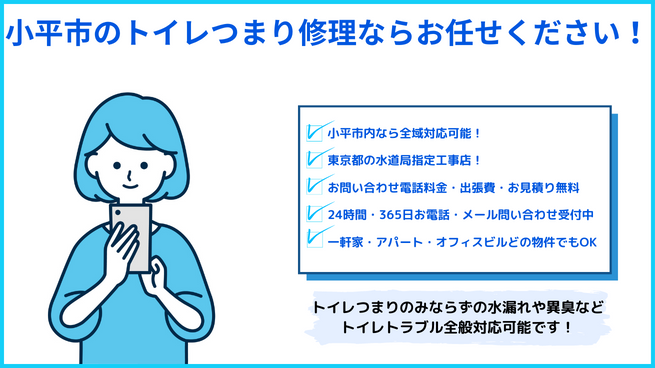 小平市のトイレつまり修理ならお任せください！
小平市内なら全域対応可能！
東京都の水道局指定工事店！
お問い合わせ電話料金・出張費・お見積り無料
24時間・365日お電話・メール問い合わせ受付中
一軒家・アパート・オフィスビルどの物件でもOK
トイレつまりのみならずの水漏れや異臭など
トイレトラブル全般対応可能です！